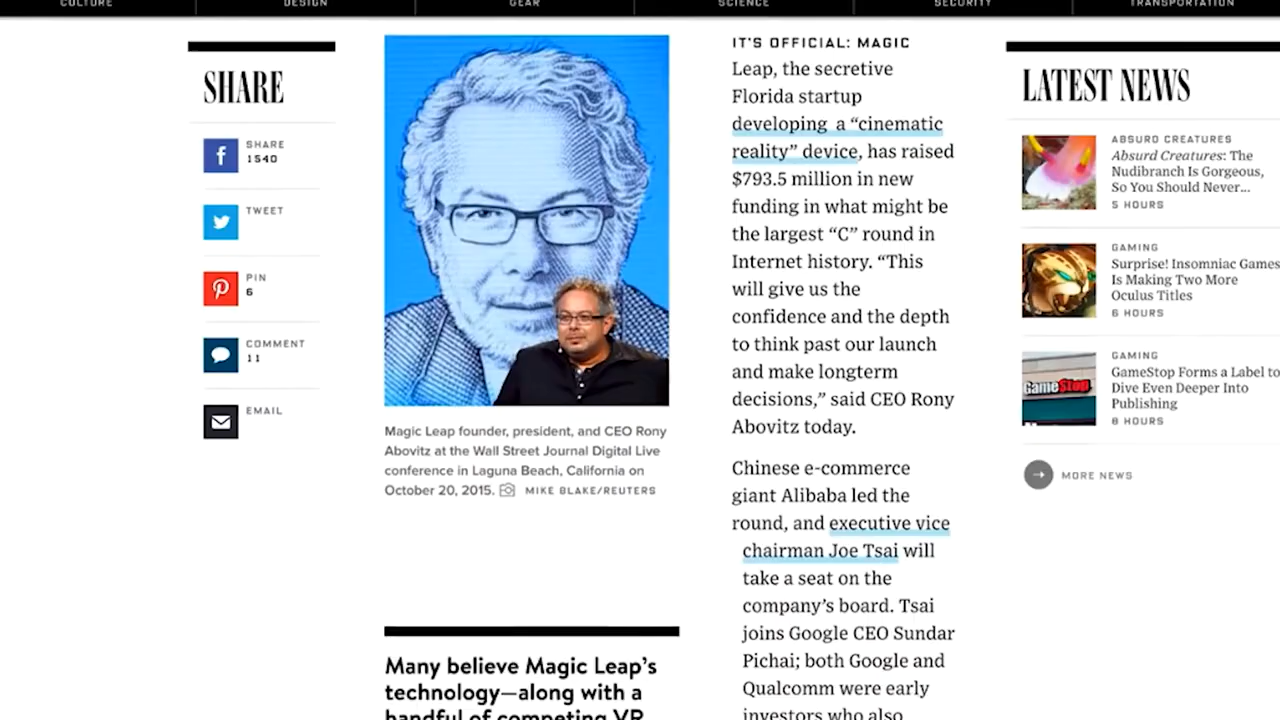 CULTURE
DESIGN
GEAR
SCIENCE
SECURITY
TRANSPORTATION
SHARE
SHARE
1540
TWEET
PIN
6
COMMENT
11
EMAIL
Magic Leap founder, president, and CEO Rony
Abovitz at the Wall Street Journal Digital Live
conference in Laguna Beach, California on
October 20, 2015. MIKE BLAKE/REUTERS
Many believe Magic Leap’s
technology—along with a
handful of competing VR
IT'S OFFICIAL: MAGIC
Leap, the secretive
Florida startup
developing a “cinematic
reality” device, has raised
$793.5 million in new
funding in what might be
the largest “C” round in
Internet history. “This
will give us the
confidence and the depth
to think past our launch
and make longterm
decisions,” said CEO Rony
Abovitz today.
Chinese e-commerce
giant Alibaba led the
round, and executive vice
chairman Joe Tsai will
take a seat on the
company’s board. Tsai
joins Google CEO Sundar
Pichai; both Google and
Qualcomm were early
investors who also
LATEST NEWS
ABSURD CREATURES
Absurd Creatures: The
Nudibranch Is Gorgeous,
So You Should Never...
5 HOURS
GAMING
Surprise! Insomniac Games
Is Making Two More
Oculus Titles
6 HOURS
GameStop
GAMING
GameStop Forms a Label to
Dive Even Deeper Into
Publishing
8 HOURS
MORE NEWS